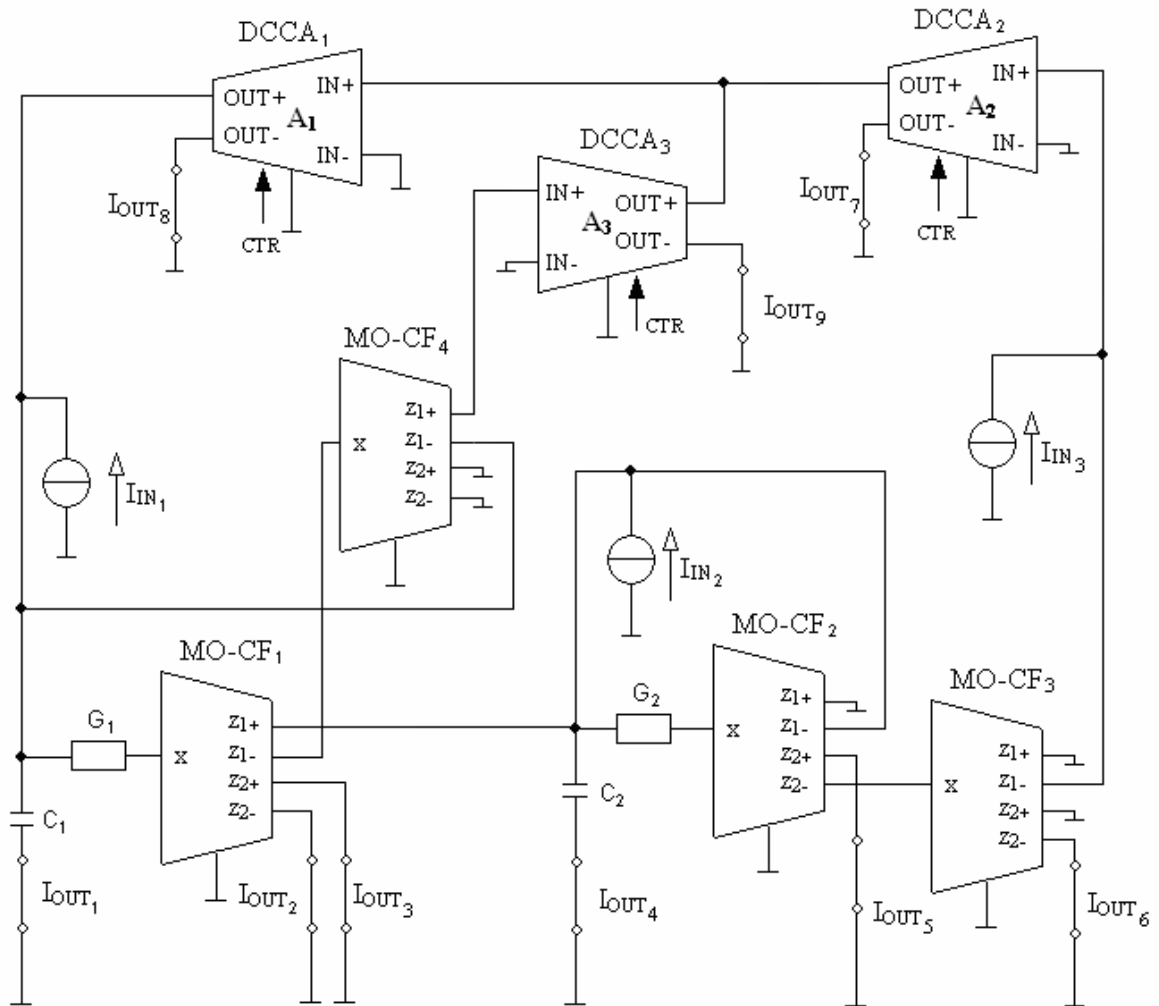 DCCA1
OUT+ IN+
A1
OUT-
IN-
IOUT8
CTR
DCCA2
IN+
OUT+
A2
OUT-
IN-
IOUT7
CTR
DCCA3
IN+
OUT+
A3
OUT-
IN-
CTR
IOUT9
MO-CF4
z1+
x
z1-
z2+
z2-
IIN1
IIN2
IIN3
MO-CF1
G1
x
z1+
z1-
z2+
z2-
C1
IOUT1
IOUT2
IOUT3
MO-CF2
G2
x
z1+
z1-
z2+
z2-
C2
IOUT4
IOUT5
MO-CF3
x
z1+
z1-
z2+
z2-
IOUT6